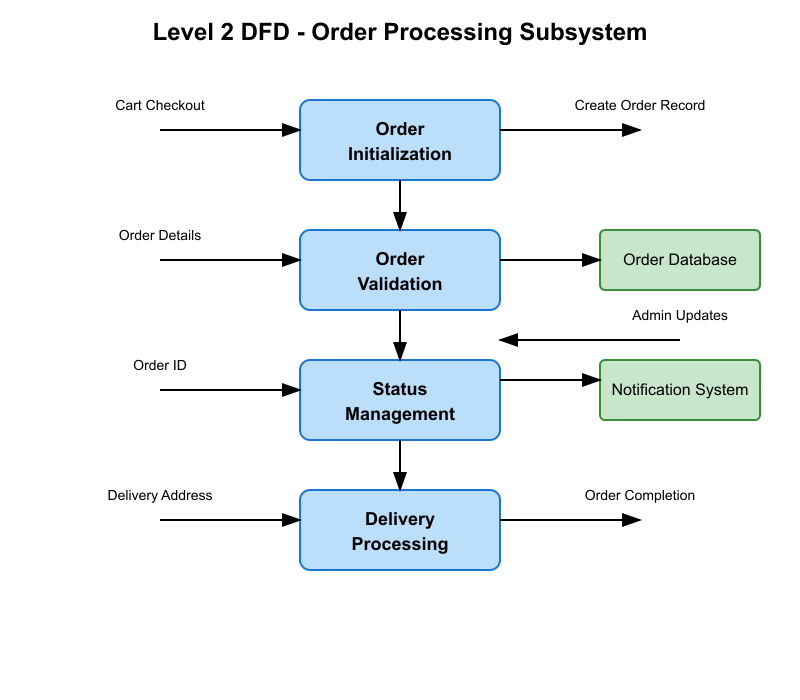 Level 2 DFD - Order Processing Subsystem
Cart Checkout
Order
Initialization
Create Order Record
Order Details
Order
Validation
Order Database
Admin Updates
Order ID
Status
Management
Notification System
Delivery Address
Delivery
Processing
Order Completion